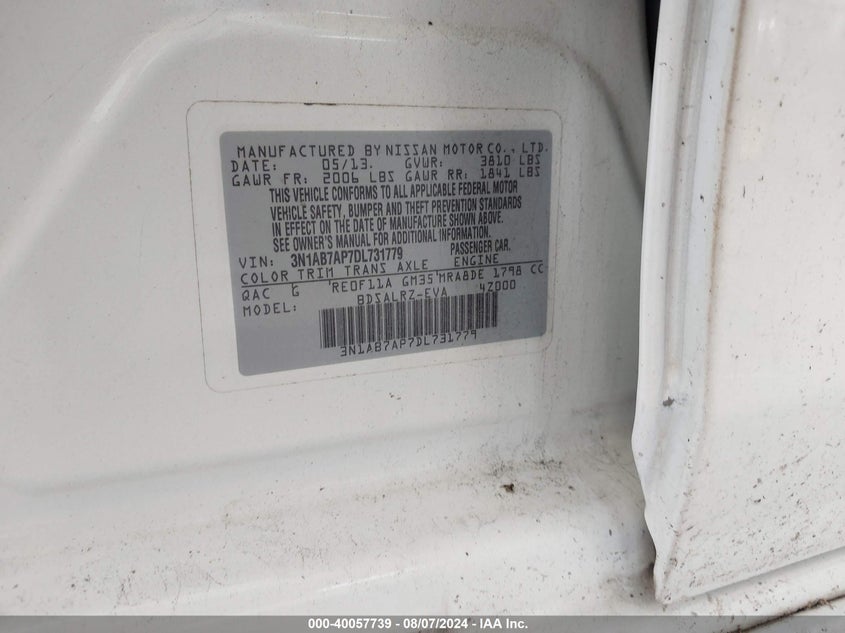 MANUFACTURED BY NISSAN MOTOR CO., LTD.
DATE: 05/13. GVWR: 3810 LBS
GAWR FR: 2006 LBS GAWR RR: 1841 LBS
THIS VEHICLE CONFORMS TO ALL APPLICABLE FEDERAL MOTOR
VEHICLE SAFETY, BUMPER AND THEFT PREVENTION STANDARDS
IN EFFECT ON THE DATE OF MANUFACTURE SHOWN ABOVE.
SEE OWNER'S MANUAL FOR ADDITIONAL INFORMATION.
VIN: 3N1AB7AP7DL731779 PASSENGER CAR.
COLOR TRIM TRANS AXLE ENGINE
QAC G RE0F11A GM35 MRA8DE 1798 CC
MODEL: BDSALRZ-EVA 4Z000
3N1AB7AP7DL731779
000-40057739 - 08/07/2024 - IAA Inc.